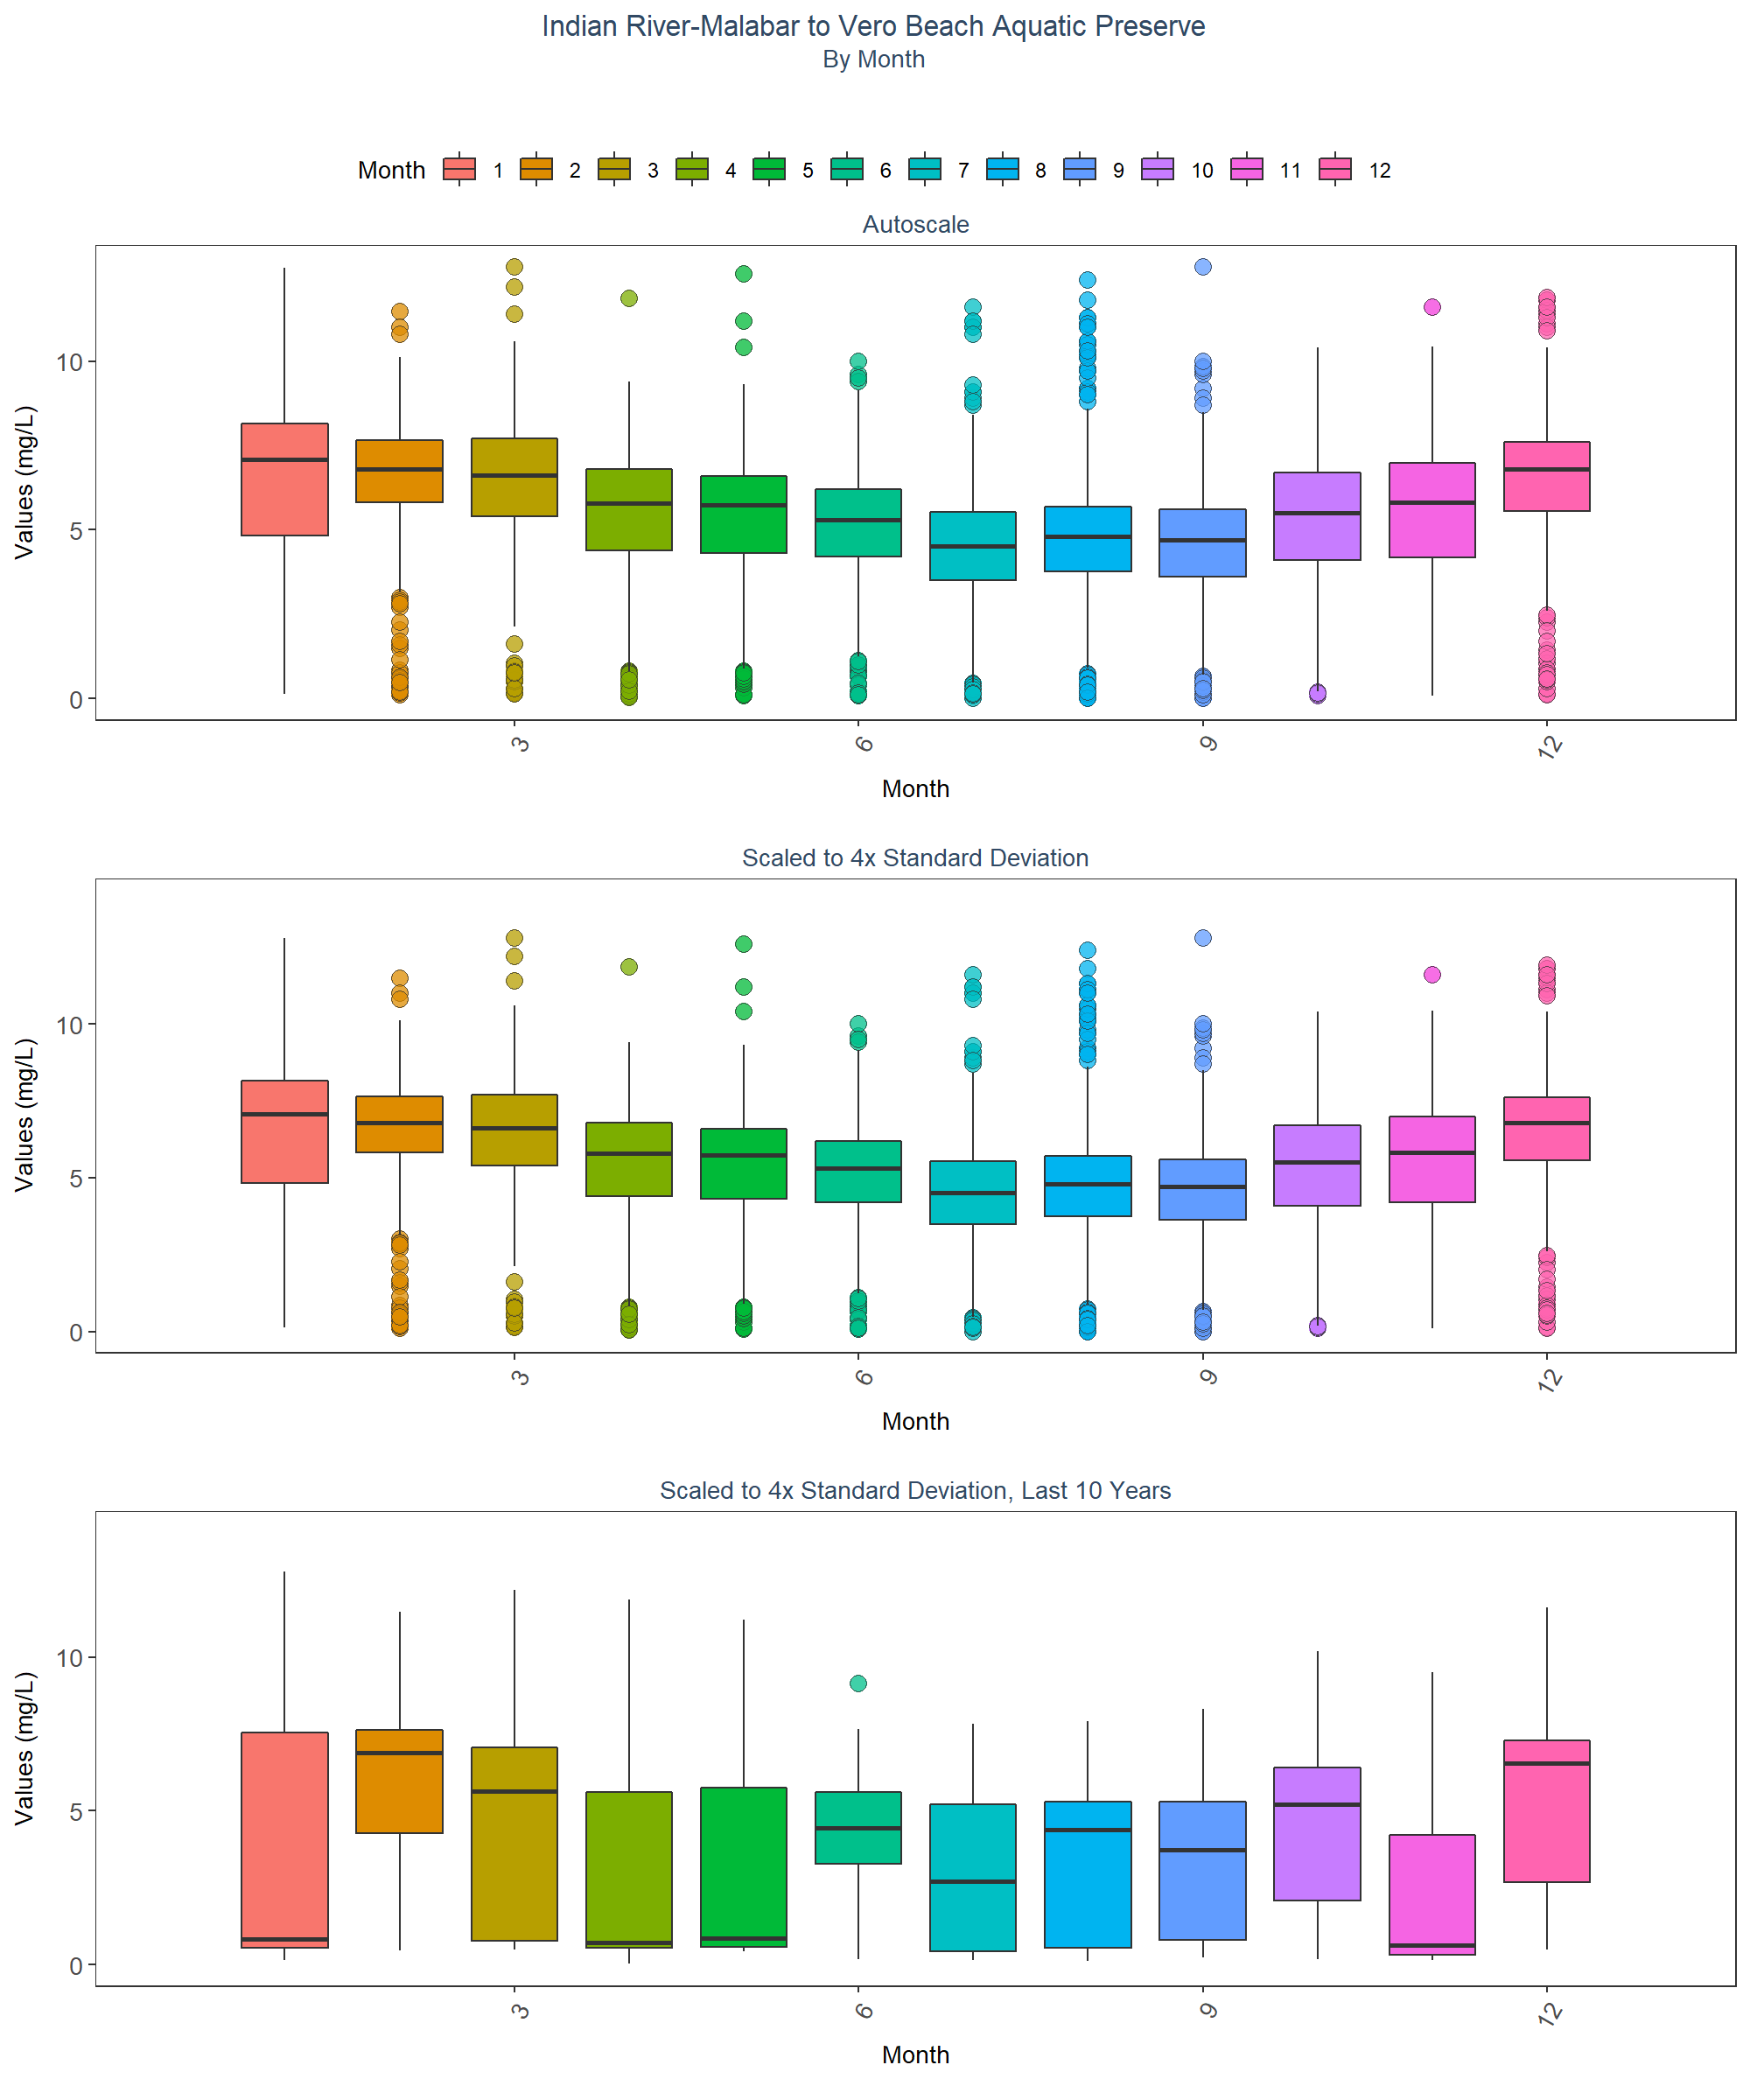 Indian River-Malabar to Vero Beach Aquatic Preserve
By Month
Month 1 2 3 4 5 6 7 8 9 10 11 12
Autoscale
Values (mg/L)
10
5
0
3 6 9 12
Month
Scaled to 4x Standard Deviation
Values (mg/L)
10
5
0
3 6 9 12
Month
Scaled to 4x Standard Deviation, Last 10 Years
Values (mg/L)
10
5
0
3 6 9 12
Month